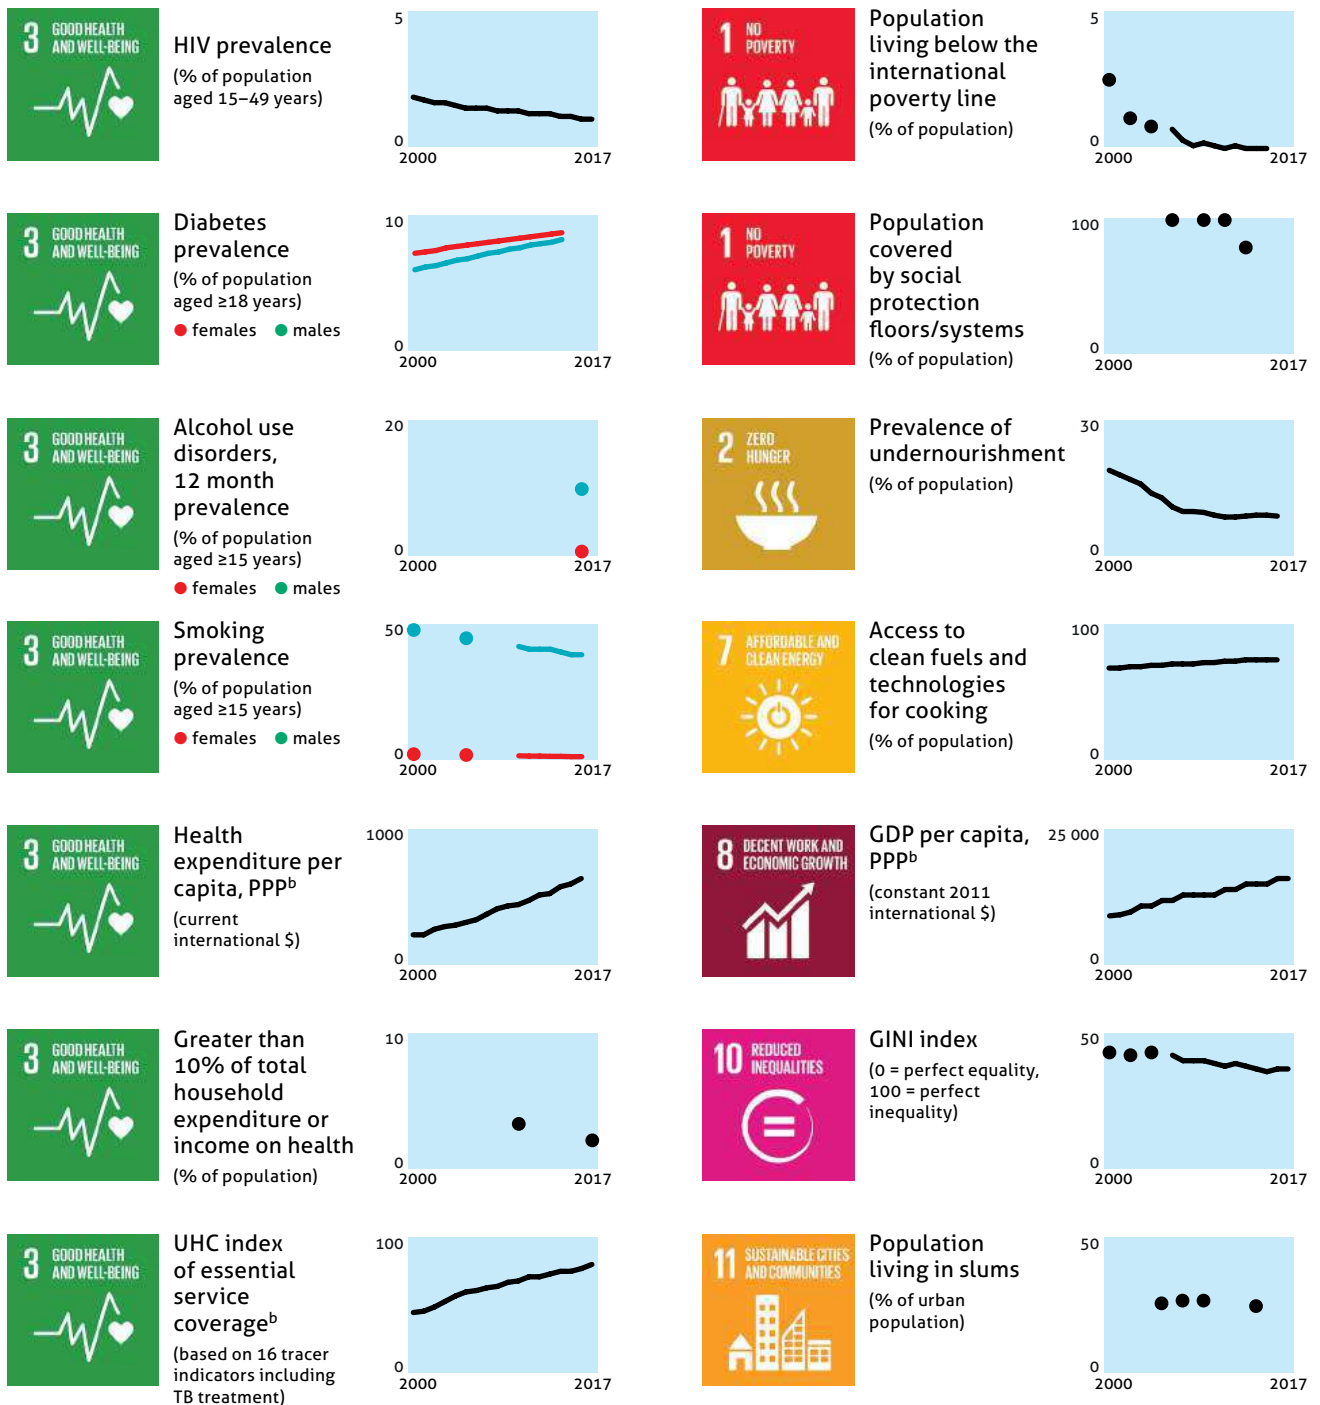 3 GOOD HEALTH
AND WELL-BEING
HIV prevalence
(% of population
aged 15–49 years)
5
0
2000 2017
3 GOOD HEALTH
AND WELL-BEING
Diabetes
prevalence
(% of population
aged ≥18 years)
females males
10
0
2000 2017
3 GOOD HEALTH
AND WELL-BEING
Alcohol use
disorders,
12 month
prevalence
(% of population
aged ≥15 years)
females males
20
0
2000 2017
3 GOOD HEALTH
AND WELL-BEING
Smoking
prevalence
(% of population
aged ≥15 years)
females males
50
0
2000 2017
3 GOOD HEALTH
AND WELL-BEING
Health
expenditure per
capita, PPPᵇ
(current
international $)
1000
0
2000 2017
3 GOOD HEALTH
AND WELL-BEING
Greater than
10% of total
household
expenditure or
income on health
(% of population)
10
0
2000 2017
3 GOOD HEALTH
AND WELL-BEING
UHC index
of essential
service
coverageᵇ
(based on 16 tracer
indicators including
TB treatment)
100
0
2000 2017
1 NO
POVERTY
Population
living below the
international
poverty line
(% of population)
5
0
2000 2017
1 NO
POVERTY
Population
covered
by social
protection
floors/systems
(% of population)
100
0
2000 2017
2 ZERO
HUNGER
Prevalence of
undernourishment
(% of population)
30
0
2000 2017
7 AFFORDABLE AND
CLEAN ENERGY
Access to
clean fuels and
technologies
for cooking
(% of population)
100
0
2000 2017
8 DECENT WORK AND
ECONOMIC GROWTH
GDP per capita,
PPPᵇ
(constant 2011
international $)
25 000
0
2000 2017
10 REDUCED
INEQUALITIES
GINI index
(0 = perfect equality,
100 = perfect
inequality)
50
0
2000 2017
11 SUSTAINABLE CITIES
AND COMMUNITIES
Population
living in slums
(% of urban
population)
50
0
2000 2017